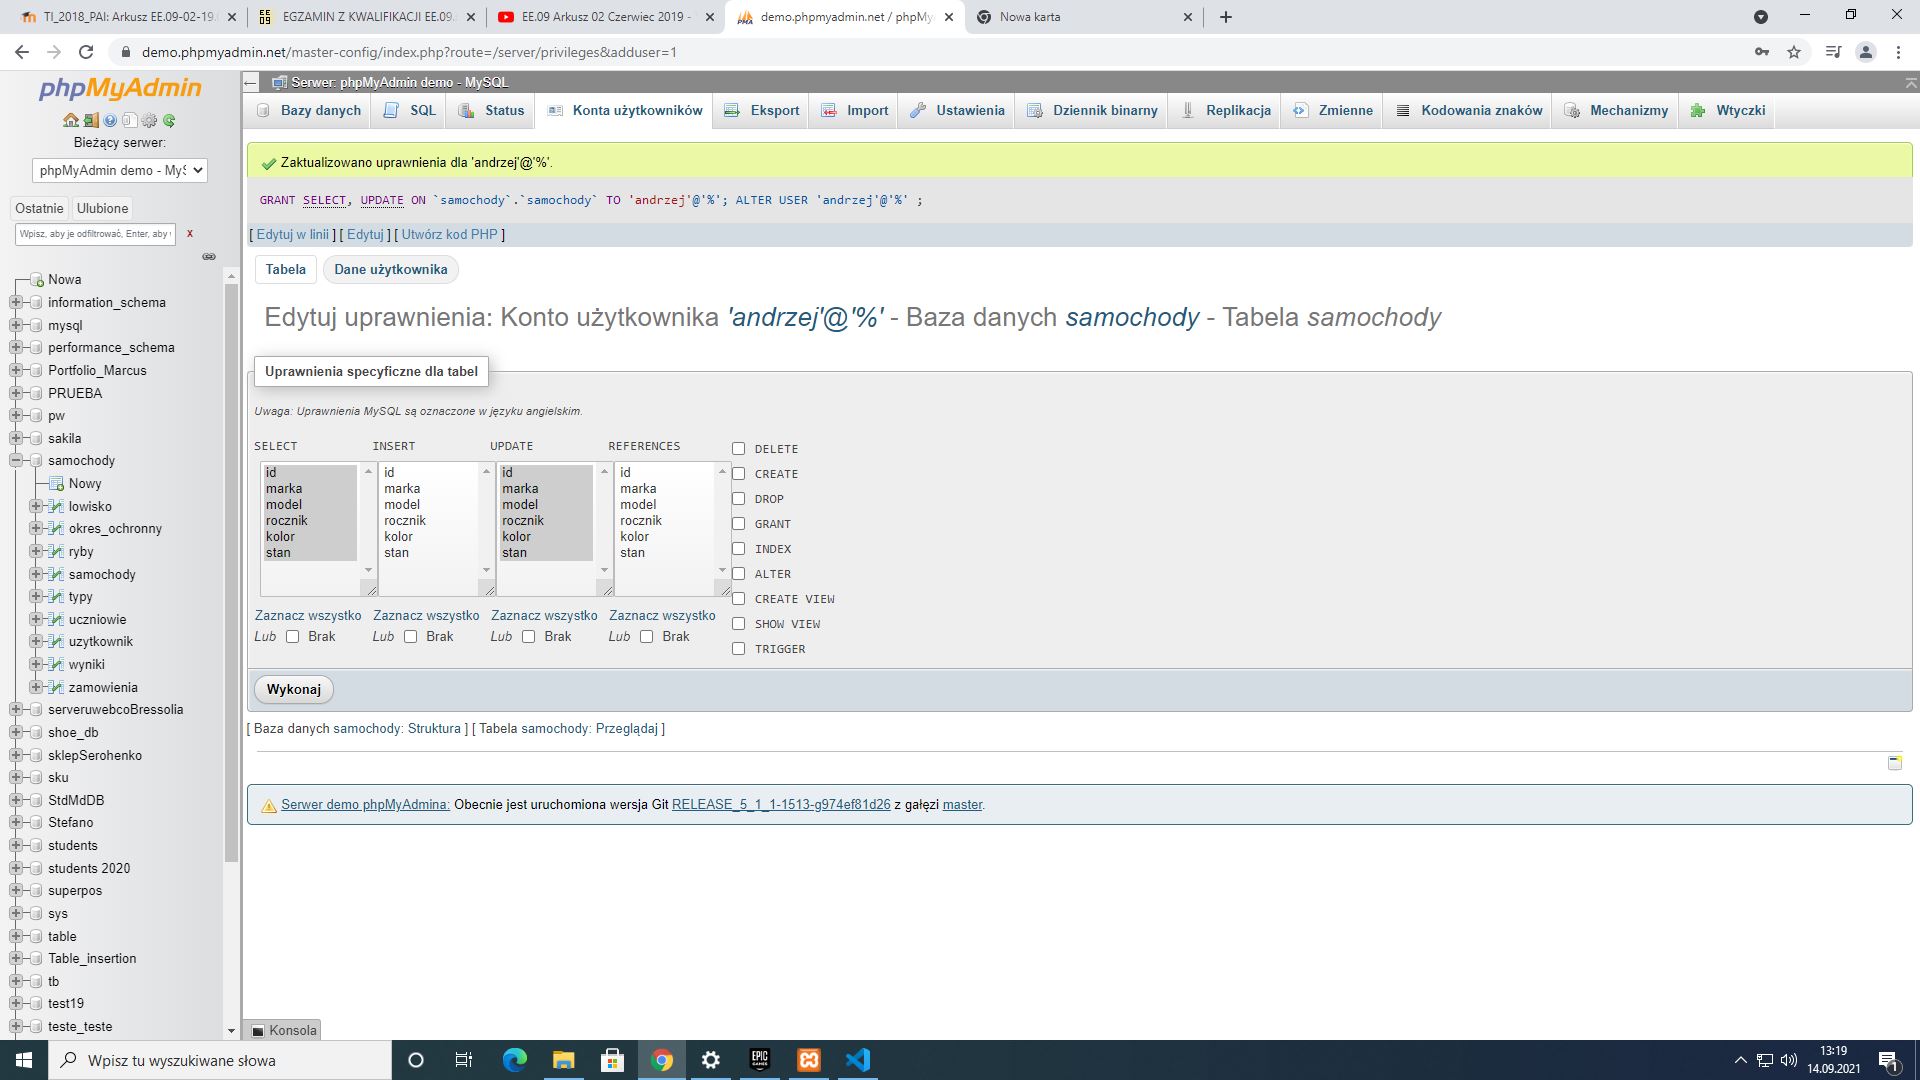 TI_2018_PAI: Arkusz EE.09-02-19.0
EE 09
EGZAMIN Z KWALIFIKACJI EE.09.
EE.09 Arkusz 02 Czerwiec 2019 -
demo.phpmyadmin.net / phpMy
Nowa karta
demo.phpmyadmin.net/master-config/index.php?route=/server/privileges&adduser=1
phpMyAdmin
Bieżący serwer:
phpMyAdmin demo - MyS
Ostatnie
Ulubione
Wpisz, aby je odfiltrować, Enter, aby
X
Nowa
information_schema
mysql
performance_schema
Portfolio_Marcus
PRUEBA
pw
sakila
samochody
Nowy
lowisko
okres_ochronny
ryby
samochody
typy
uczniowie
uzytkownik
wyniki
zamowienia
serveruwebcoBressolia
shoe_db
sklepSerohenko
sku
StdMdDB
Stefano
students
students 2020
superpos
sys
table
Table_insertion
tb
test19
teste_teste
Serwer: phpMyAdmin demo - MySQL
Bazy danych
SQL
Status
Konta użytkowników
Eksport
Import
Ustawienia
Dziennik binarny
Replikacja
Zmienne
Kodowania znaków
Mechanizmy
Wtyczki
Zaktualizowano uprawnienia dla 'andrzej'@'%'.
GRANT SELECT, UPDATE ON `samochody`.`samochody` TO 'andrzej'@'%'; ALTER USER 'andrzej'@'%' ;
[ Edytuj w linii ] [ Edytuj ] [ Utwórz kod PHP ]
Tabela
Dane użytkownika
Edytuj uprawnienia: Konto użytkownika 'andrzej'@'%' - Baza danych samochody - Tabela samochody
Uprawnienia specyficzne dla tabel
Uwaga: Uprawnienia MySQL są oznaczone w języku angielskim.
SELECT
id
marka
model
rocznik
kolor
stan
Zaznacz wszystko
Lub Brak
INSERT
id
marka
model
rocznik
kolor
stan
Zaznacz wszystko
Lub Brak
UPDATE
id
marka
model
rocznik
kolor
stan
Zaznacz wszystko
Lub Brak
REFERENCES
id
marka
model
rocznik
kolor
stan
Zaznacz wszystko
Lub Brak
DELETE
CREATE
DROP
GRANT
INDEX
ALTER
CREATE VIEW
SHOW VIEW
TRIGGER
Wykonaj
[ Baza danych samochody: Struktura ] [ Tabela samochody: Przeglądaj ]
Serwer demo phpMyAdmina: Obecnie jest uruchomiona wersja Git RELEASE_5_1_1-1513-g974ef81d26 z gałęzi master.
Konsola
Wpisz tu wyszukiwane słowa
EPIC GAMES
13:19
14.09.2021
1